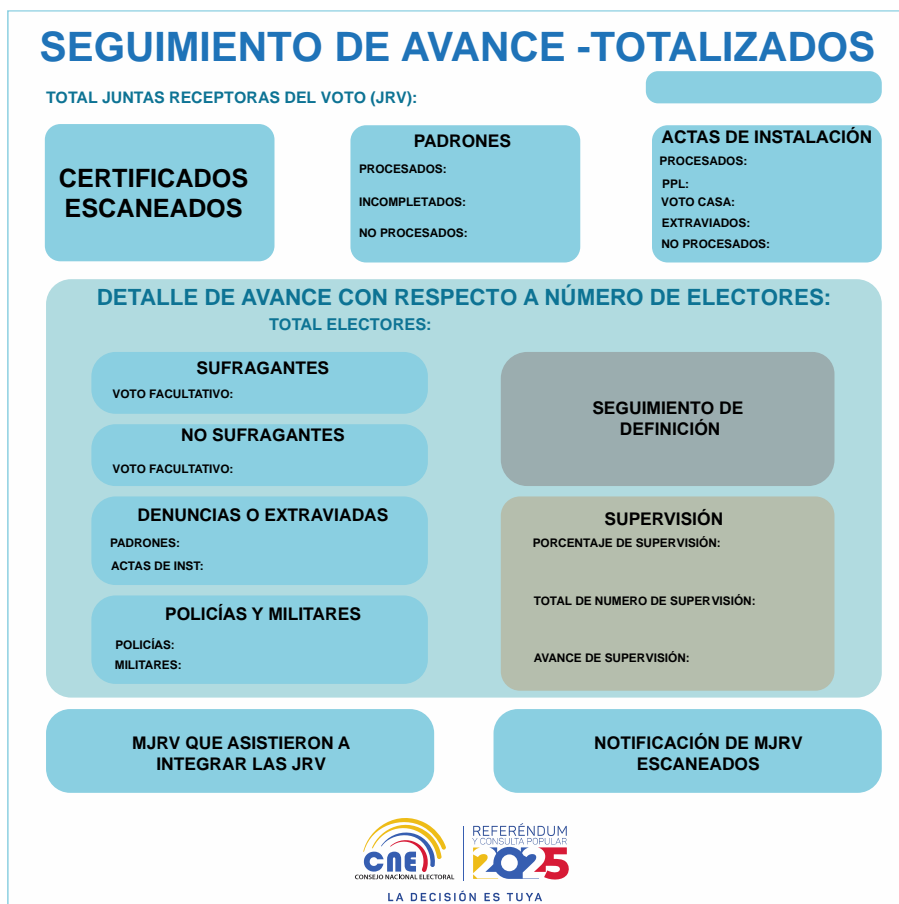 SEGUIMIENTO DE AVANCE -TOTALIZADOS
TOTAL JUNTAS RECEPTORAS DEL VOTO (JRV):
CERTIFICADOS
ESCANEADOS
PADRONES
PROCESADOS:
INCOMPLETADOS:
NO PROCESADOS:
ACTAS DE INSTALACIÓN
PROCESADOS:
PPL:
VOTO CASA:
EXTRAVIADOS:
NO PROCESADOS:
DETALLE DE AVANCE CON RESPECTO A NÚMERO DE ELECTORES:
TOTAL ELECTORES:
SUFRAGANTES
VOTO FACULTATIVO:
NO SUFRAGANTES
VOTO FACULTATIVO:
DENUNCIAS O EXTRAVIADAS
PADRONES:
ACTAS DE INST:
POLICÍAS Y MILITARES
POLICÍAS:
MILITARES:
SEGUIMIENTO DE
DEFINICIÓN
SUPERVISIÓN
PORCENTAJE DE SUPERVISIÓN:
TOTAL DE NUMERO DE SUPERVISIÓN:
AVANCE DE SUPERVISIÓN:
MJRV QUE ASISTIERON A
INTEGRAR LAS JRV
NOTIFICACIÓN DE MJRV
ESCANEADOS
cne
CONSEJO NACIONAL ELECTORAL
REFERÉNDUM
Y CONSULTA POPULAR
2025
LA DECISIÓN ES TUYA